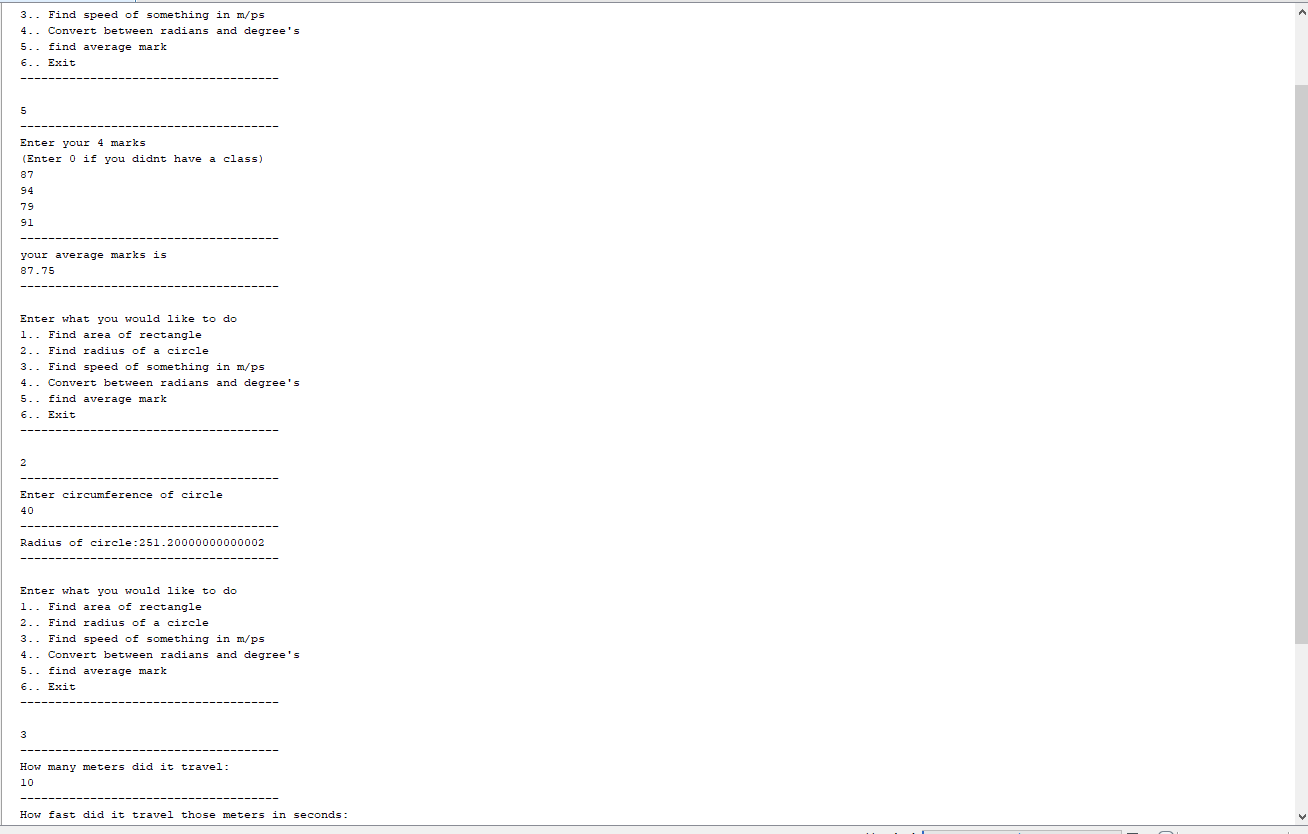 3.. Find speed of something in m/ps
4.. Convert between radians and degree's
5.. find average mark
6.. Exit
-------------------------------------

5
-------------------------------------
Enter your 4 marks
(Enter 0 if you didnt have a class)
87
94
79
91
-------------------------------------
your average marks is
87.75
-------------------------------------

Enter what you would like to do
1.. Find area of rectangle
2.. Find radius of a circle
3.. Find speed of something in m/ps
4.. Convert between radians and degree's
5.. find average mark
6.. Exit
-------------------------------------

2
-------------------------------------
Enter circumference of circle
40
-------------------------------------
Radius of circle:251.20000000000002
-------------------------------------

Enter what you would like to do
1.. Find area of rectangle
2.. Find radius of a circle
3.. Find speed of something in m/ps
4.. Convert between radians and degree's
5.. find average mark
6.. Exit
-------------------------------------

3
-------------------------------------
How many meters did it travel:
10
-------------------------------------
How fast did it travel those meters in seconds: